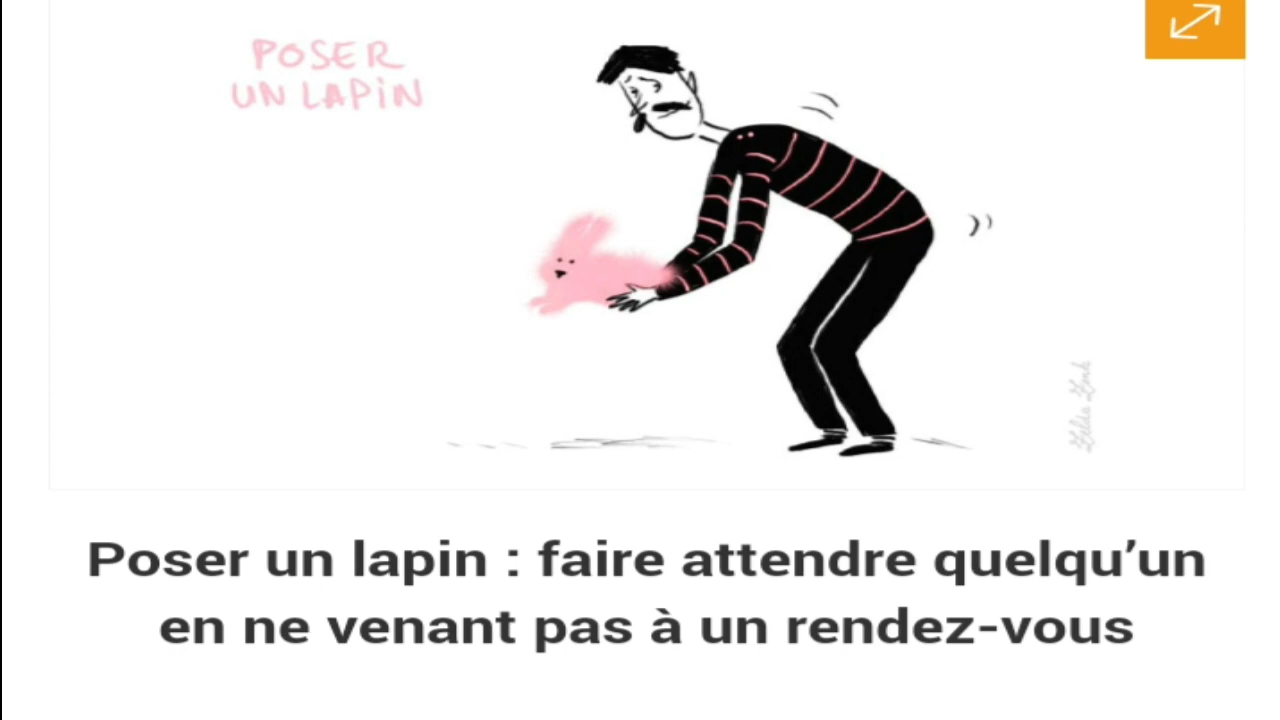 POSER
UN LAPiN
Poser un lapin : faire attendre quelqu’un
en ne venant pas à un rendez-vous